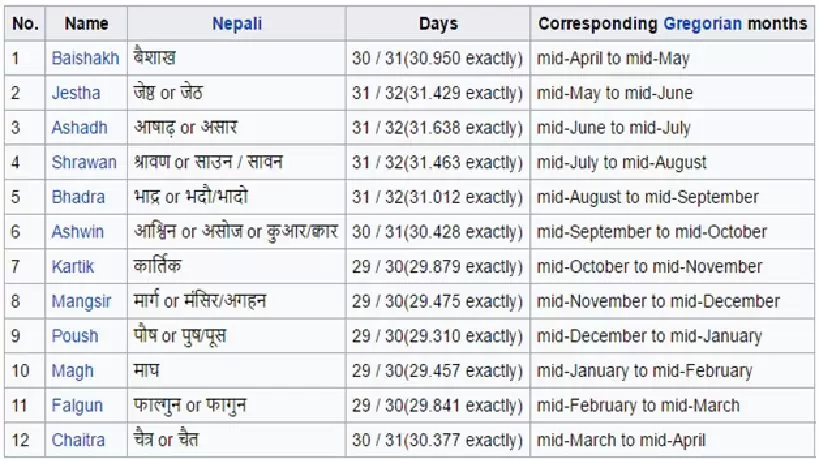 No. Name Nepali Days Corresponding Gregorian months
1 Baishakh बैशाख 30 / 31(30.950 exactly) mid-April to mid-May
2 Jestha जेष्ठ or जेठ 31 / 32(31.429 exactly) mid-May to mid-June
3 Ashadh आषाढ़ or असार 31 / 32(31.638 exactly) mid-June to mid-July
4 Shrawan श्रावण or साउन / सावन 31 / 32(31.463 exactly) mid-July to mid-August
5 Bhadra भाद्र or भदौ/भादो 31 / 32(31.012 exactly) mid-August to mid-September
6 Ashwin आश्विन or असोज or कुआर/कार 30 / 31(30.428 exactly) mid-September to mid-October
7 Kartik कार्तिक 29 / 30(29.879 exactly) mid-October to mid-November
8 Mangsir मार्ग or मंसिर/अगहन 29 / 30(29.475 exactly) mid-November to mid-December
9 Poush पौष or पुष/पूस 29 / 30(29.310 exactly) mid-December to mid-January
10 Magh माघ 29 / 30(29.457 exactly) mid-January to mid-February
11 Falgun फाल्गुन or फागुन 29 / 30(29.841 exactly) mid-February to mid-March
12 Chaitra चैत्र or चैत 30 / 31(30.377 exactly) mid-March to mid-April